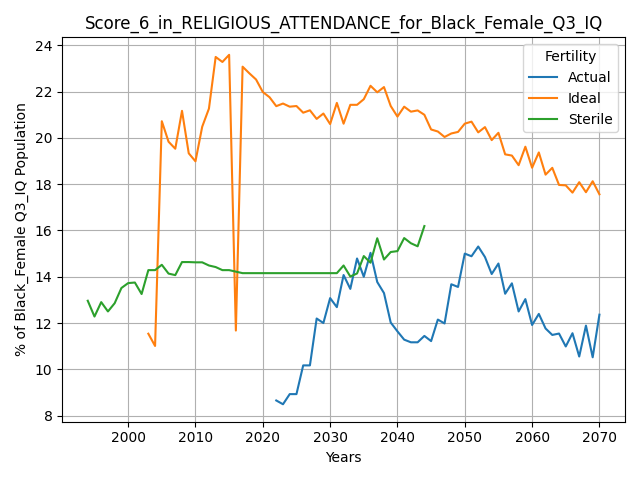 Score_6_in_RELIGIOUS_ATTENDANCE_for_Black_Female_Q3_IQ
Fertility
Actual
Ideal
Sterile
% of Black_Female Q3_IQ Population
24
22
20
18
16
14
12
10
8
2000 2010 2020 2030 2040 2050 2060 2070
Years